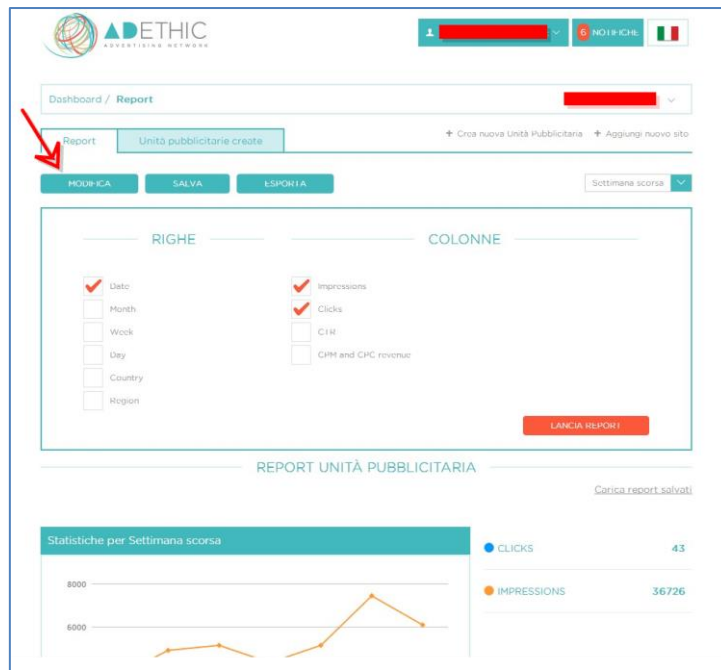 ADETHIC
ADVERTISING NETWORK
6 NOTIFICHE
Dashboard / Report
Report
Unità pubblicitarie create
+ Crea nuova Unità Pubblicitaria + Aggiungi nuovo sito
MODIFICA SALVA ESPORTA
Settimana scorsa
RIGHE
COLONNE
Date
Impressions
Month
Clicks
Week
CTR
Day
CPM and CPC revenue
Country
Region
LANCIA REPORT
REPORT UNITÀ PUBBLICITARIA
Carica report salvati
Statistiche per Settimana scorsa
CLICKS 43
8000
IMPRESSIONS 36726
6000